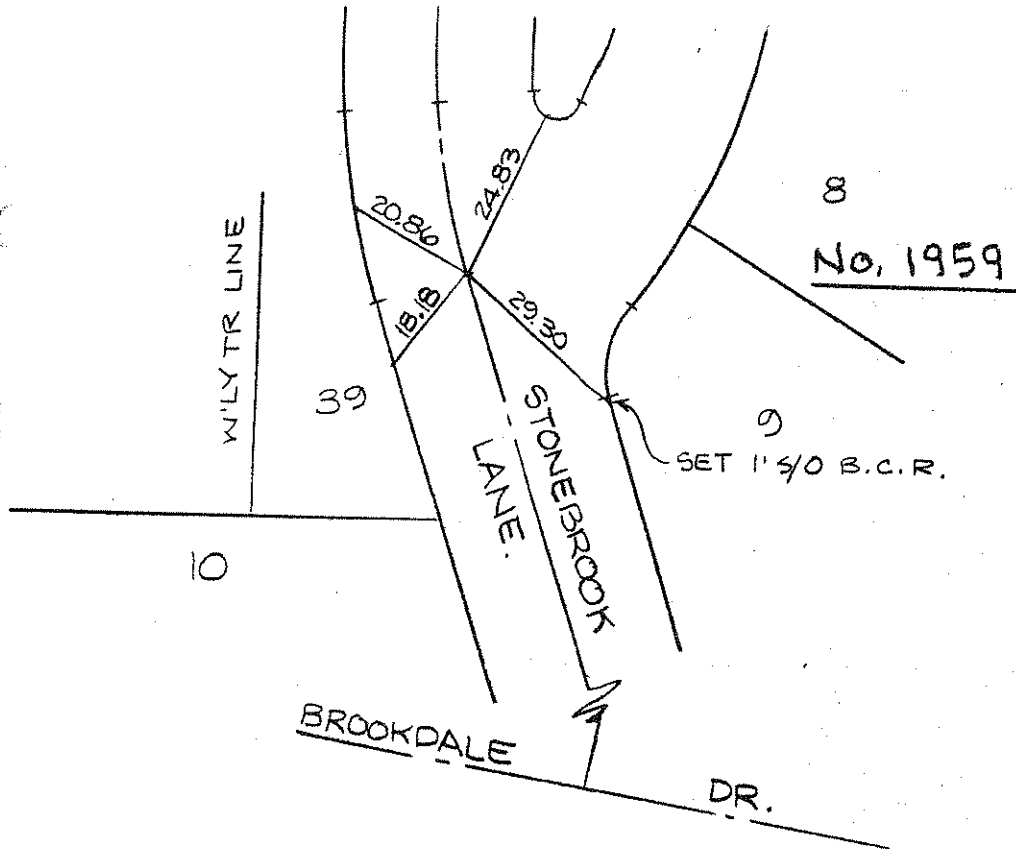 24.83
20.86
8
No. 1959
W'LY TR LINE
18.18
29.30
39
9
SET 1' S/O B.C.R.
STONEBROOK
LANE.
10
BROOKDALE DR.